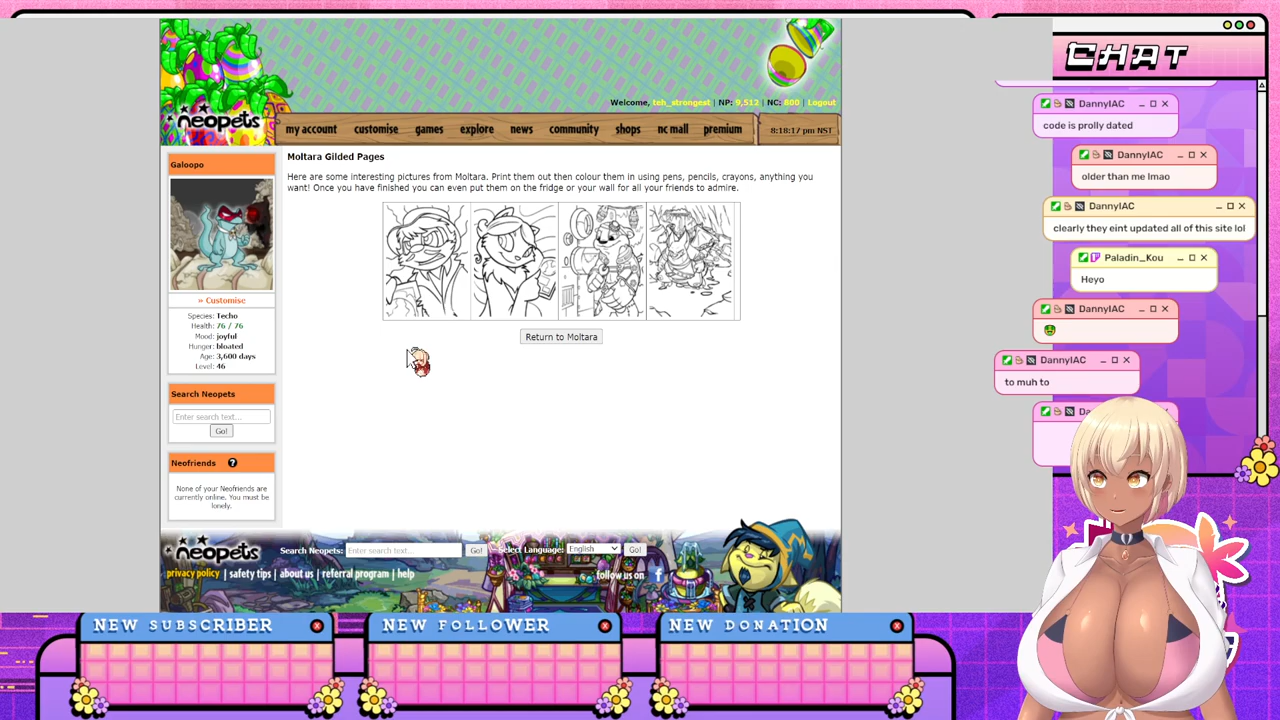 Welcome, teh_strongest | NP: 9,512 | NC: 800 | Logout
neopets
my account customise games explore news community shops nc mall premium 8:18:17 pm NST
Galoopo
» Customise
Species: Techo
Health: 76 / 76
Mood: joyful
Hunger: bloated
Age: 3,600 days
Level: 46
Search Neopets
Enter search text...
Go!
Neofriends ?
None of your Neofriends are
currently online. You must be
lonely.
Moltara Gilded Pages
Here are some interesting pictures from Moltara. Print them out then colour them in using pens, pencils, crayons, anything you
want! Once you have finished you can even put them on the fridge or your wall for all your friends to admire.
Return to Moltara
neopets
Search Neopets: Enter search text... Go! Select Language: English Go!
privacy policy | safety tips | about us | referral program | help
follow us on f
CHAT
DannyIAC
code is prolly dated
DannyIAC
older than me lmao
DannyIAC
clearly they eint updated all of this site lol
Paladin_Kou
Heyo
DannyIAC
DannyIAC
to muh to
NEW SUBSCRIBER
NEW FOLLOWER
NEW DONATION